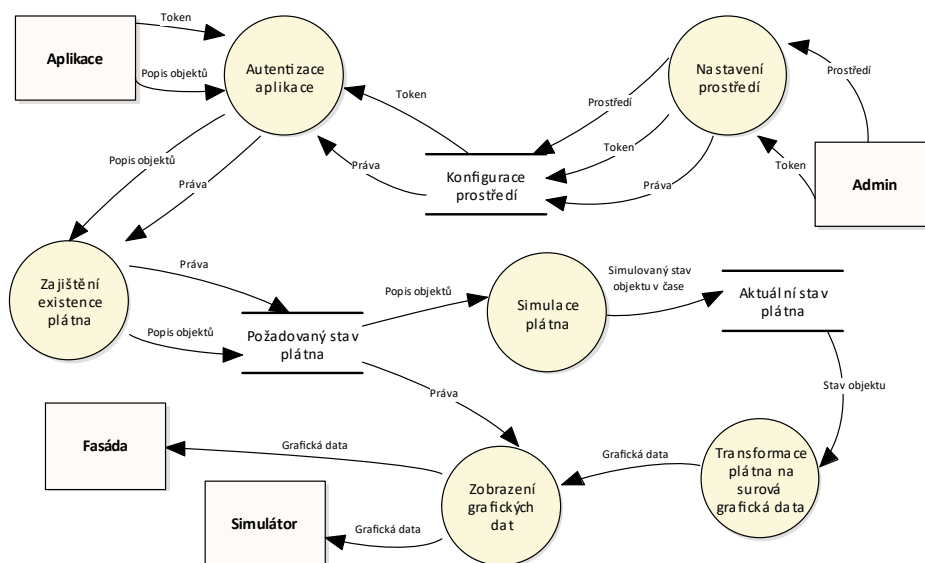 Token
Aplikace
Popis objektů
Autentizace
aplikace
Token
Prostředí
Nastavení
prostředí
Prostředí
Token
Práva
Konfigurace
prostředí
Práva
Token
Admin
Popis objektů
Práva
Zajištění
existence
plátna
Práva
Popis objektů
Požadovaný stav
plátna
Popis objektů
Simulace
plátna
Simulovaný stav
objektu v čase
Aktuální stav
plátna
Práva
Stav objektu
Fasáda
Grafická data
Grafická data
Transformace
plátna na
surová
grafická data
Zobrazení
grafických
dat
Simulátor
Grafická data